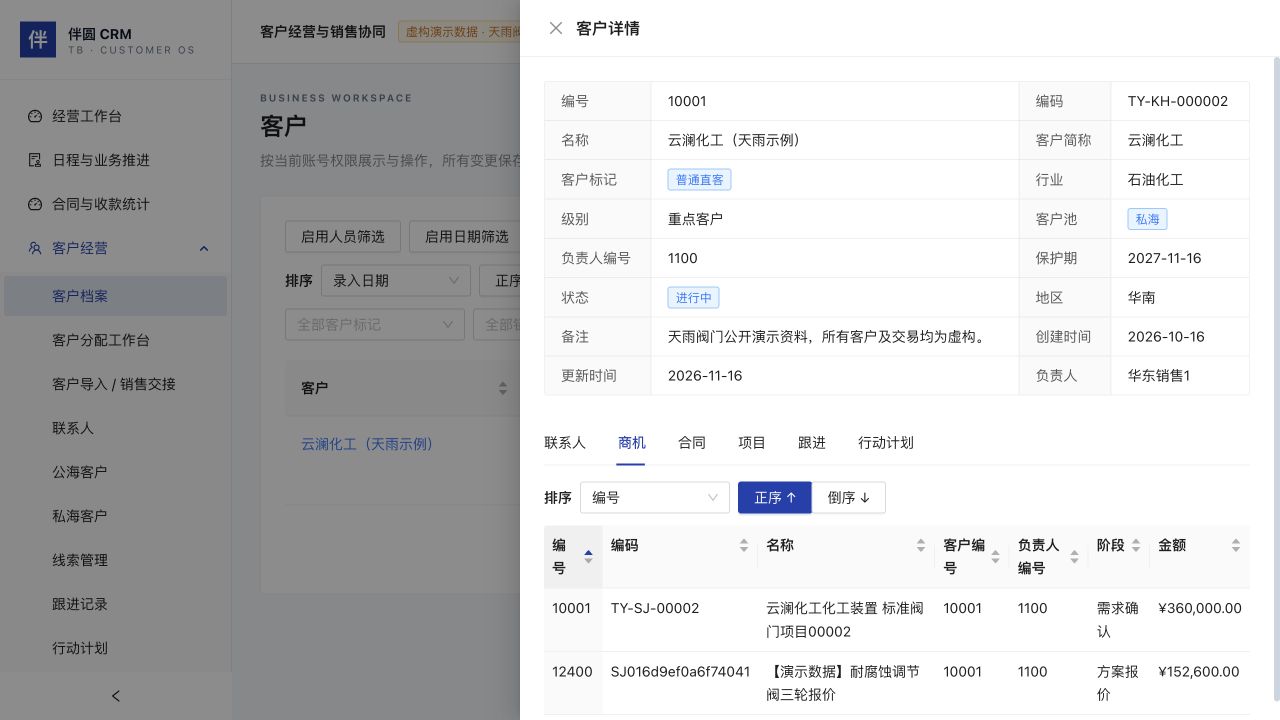 伴
伴圆 CRM
TB · CUSTOMER OS
经营工作台
日程与业务推进
合同与收款统计
客户经营
客户档案
客户分配工作台
客户导入 / 销售交接
联系人
公海客户
私海客户
线索管理
跟进记录
行动计划
客户经营与销售协同
虚构演示数据 · 天雨阀
BUSINESS WORKSPACE
客户
按当前账号权限展示与操作，所有变更保存
启用人员筛选
启用日期筛选
排序
录入日期
正序
全部客户标记
客户
云澜化工（天雨示例）
客户详情
编号 10001 编码 TY-KH-000002
名称 云澜化工（天雨示例） 客户简称 云澜化工
客户标记 普通直客 行业 石油化工
级别 重点客户 客户池 私海
负责人编号 1100 保护期 2027-11-16
状态 进行中 地区 华南
备注 天雨阀门公开演示资料，所有客户及交易均为虚构。 创建时间 2026-10-16
更新时间 2026-11-16 负责人 华东销售1
联系人 商机 合同 项目 跟进 行动计划
排序 编号 正序 ↑ 倒序 ↓
编号 编码 名称 客户编号 负责人编号 阶段 金额
10001 TY-SJ-00002 云澜化工化工装置 标准阀门项目00002 10001 1100 需求确认 ¥360,000.00
12400 SJ016d9ef0a6f74041 【演示数据】耐腐蚀调节阀三轮报价 10001 1100 方案报价 ¥152,600.00